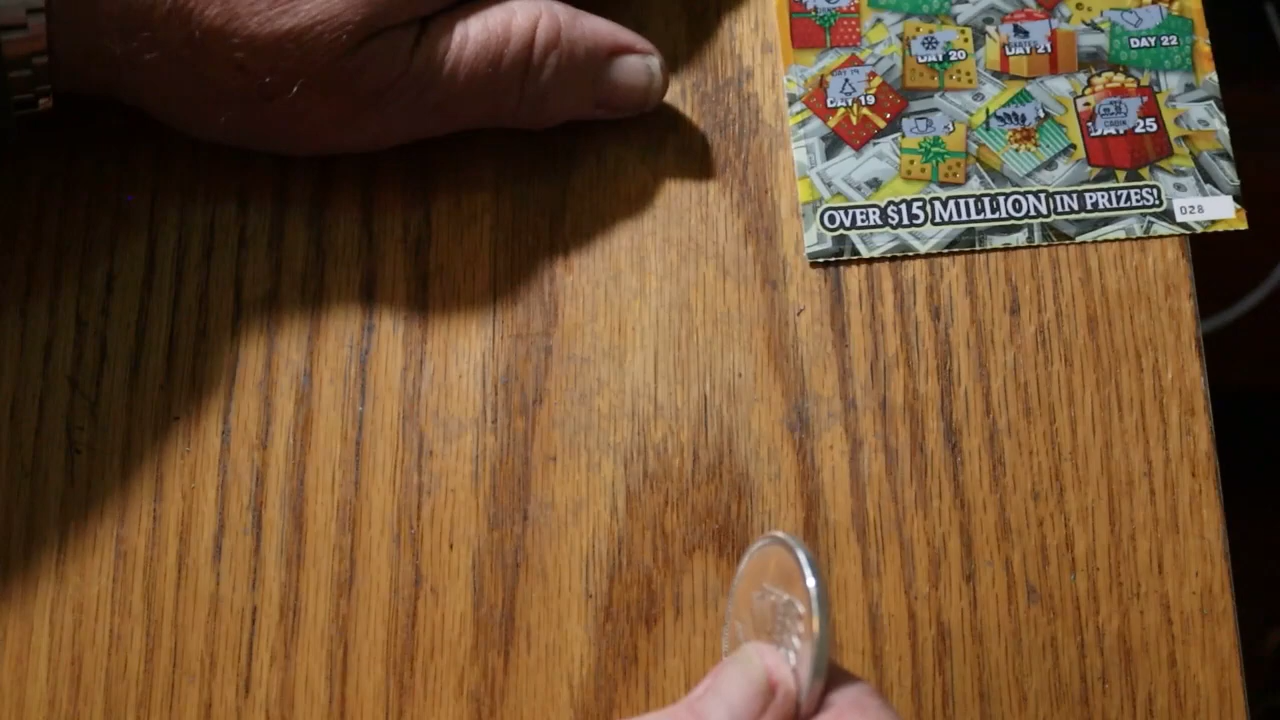 DAY 22
DAY 20
DAY 21
DAY 19
DAY 25
OVER $15 MILLION IN PRIZES!
028